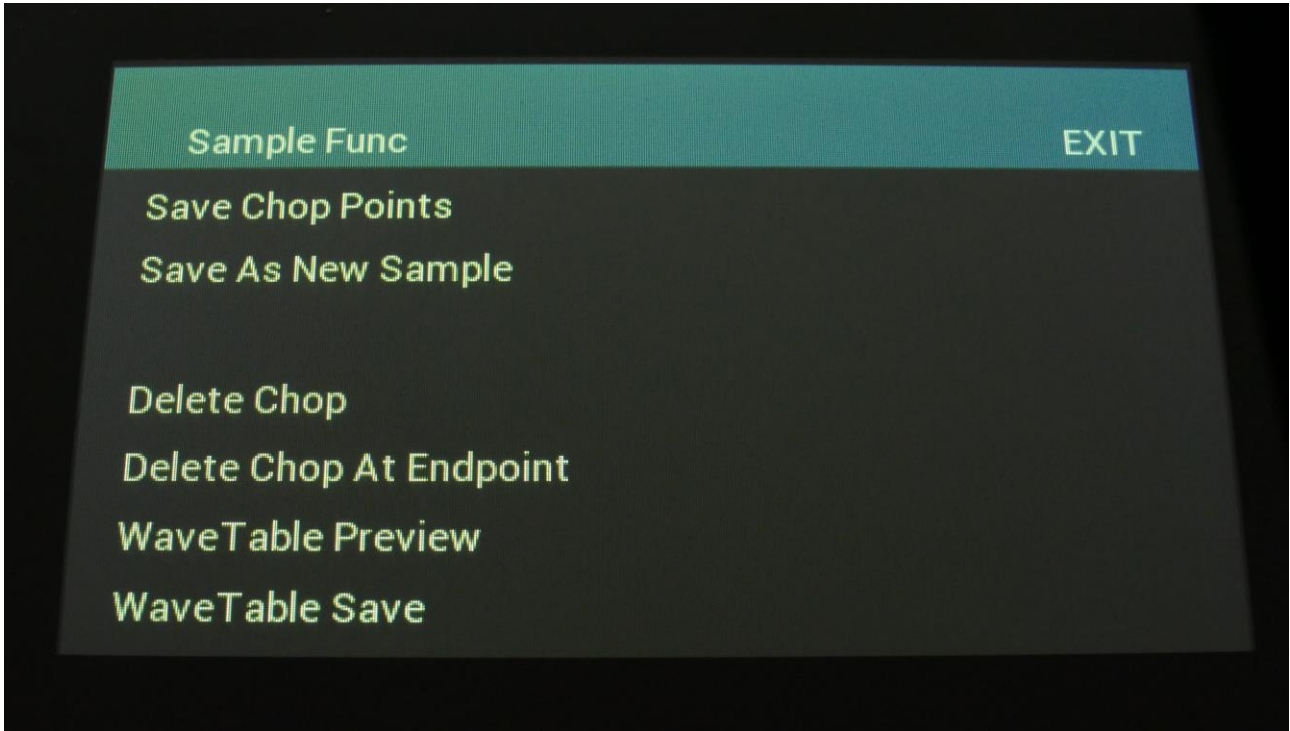 Sample Func EXIT
Save Chop Points
Save As New Sample
Delete Chop
Delete Chop At Endpoint
WaveTable Preview
WaveTable Save